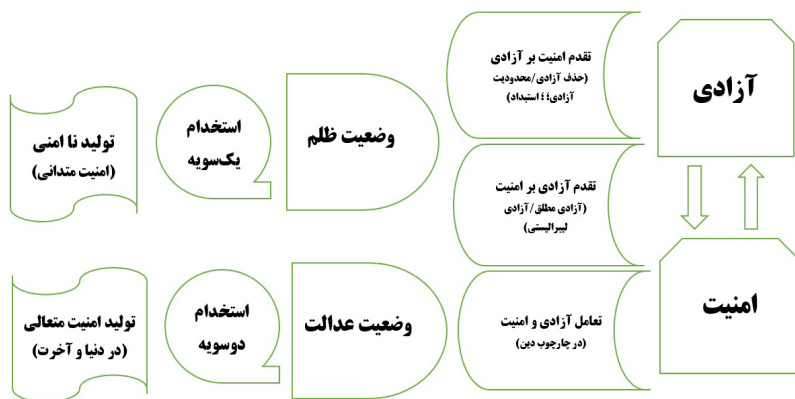 آزادی
امنیت
تقدم امنیت بر آزادی
(حذف آزادی/محدودیت
آزادی؛ ؛ استبداد)
تقدم آزادی بر امنیت
(آزادی مطلق/آزادی
لیبرالیستی)
تعامل آزادی و امنیت
(در چارچوب دین)
وضعیت ظلم
استخدام
یک‌سویه
تولید نا امنی
(امنیت متدانی)
وضعیت عدالت
استخدام
دوسویه
تولید امنیت متعالی
(در دنیا و آخرت)